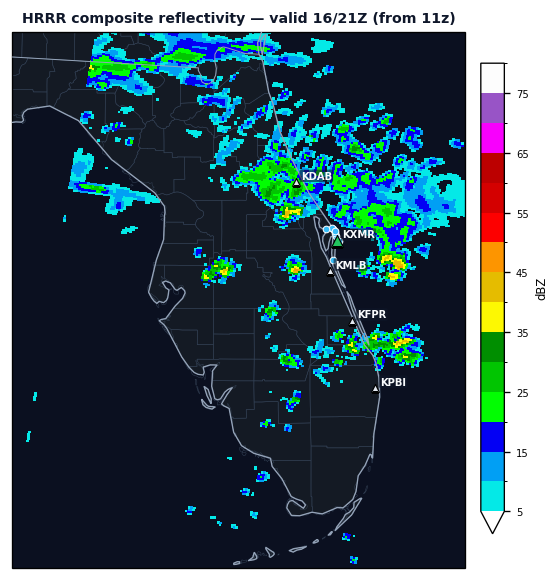 HRRR composite reflectivity — valid 16/21Z (from 11z)
KDAB
KXMR
KMLB
KFPR
KPBI
75
65
55
45
35
25
15
5
dBZ